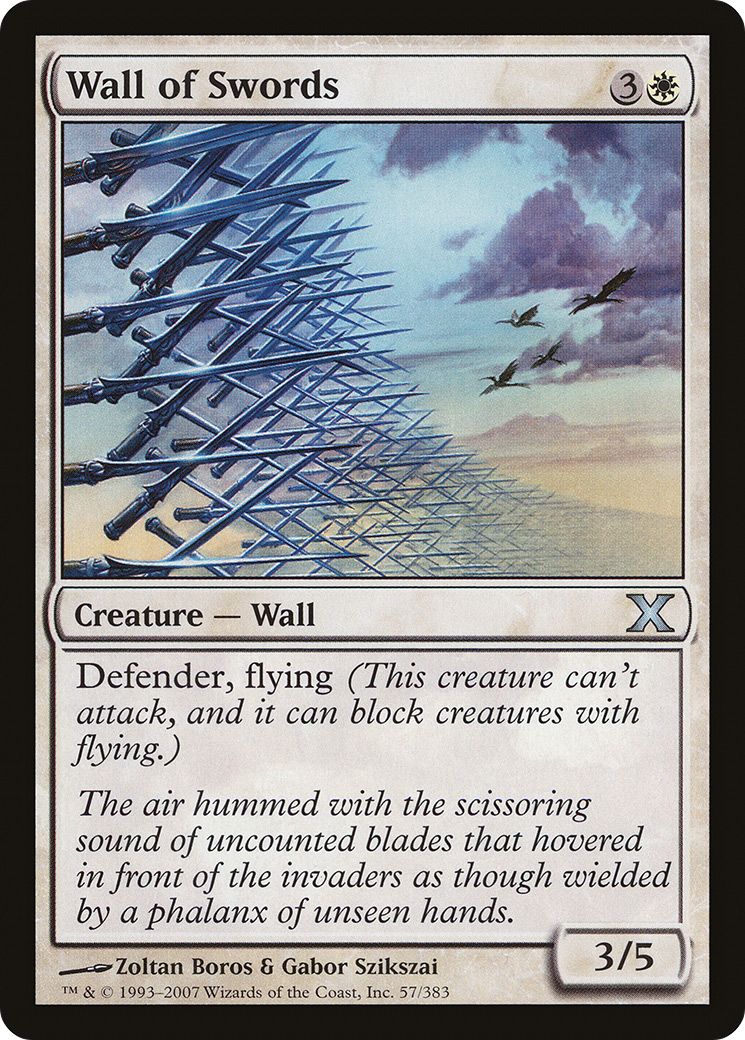 Wall of Swords 3
Creature — Wall X
Defender, flying (This creature can't
attack, and it can block creatures with
flying.)
The air hummed with the scissoring
sound of uncounted blades that hovered
in front of the invaders as though wielded
by a phalanx of unseen hands.
3/5
Zoltan Boros & Gabor Szikszai
™ & © 1993–2007 Wizards of the Coast, Inc. 57/383